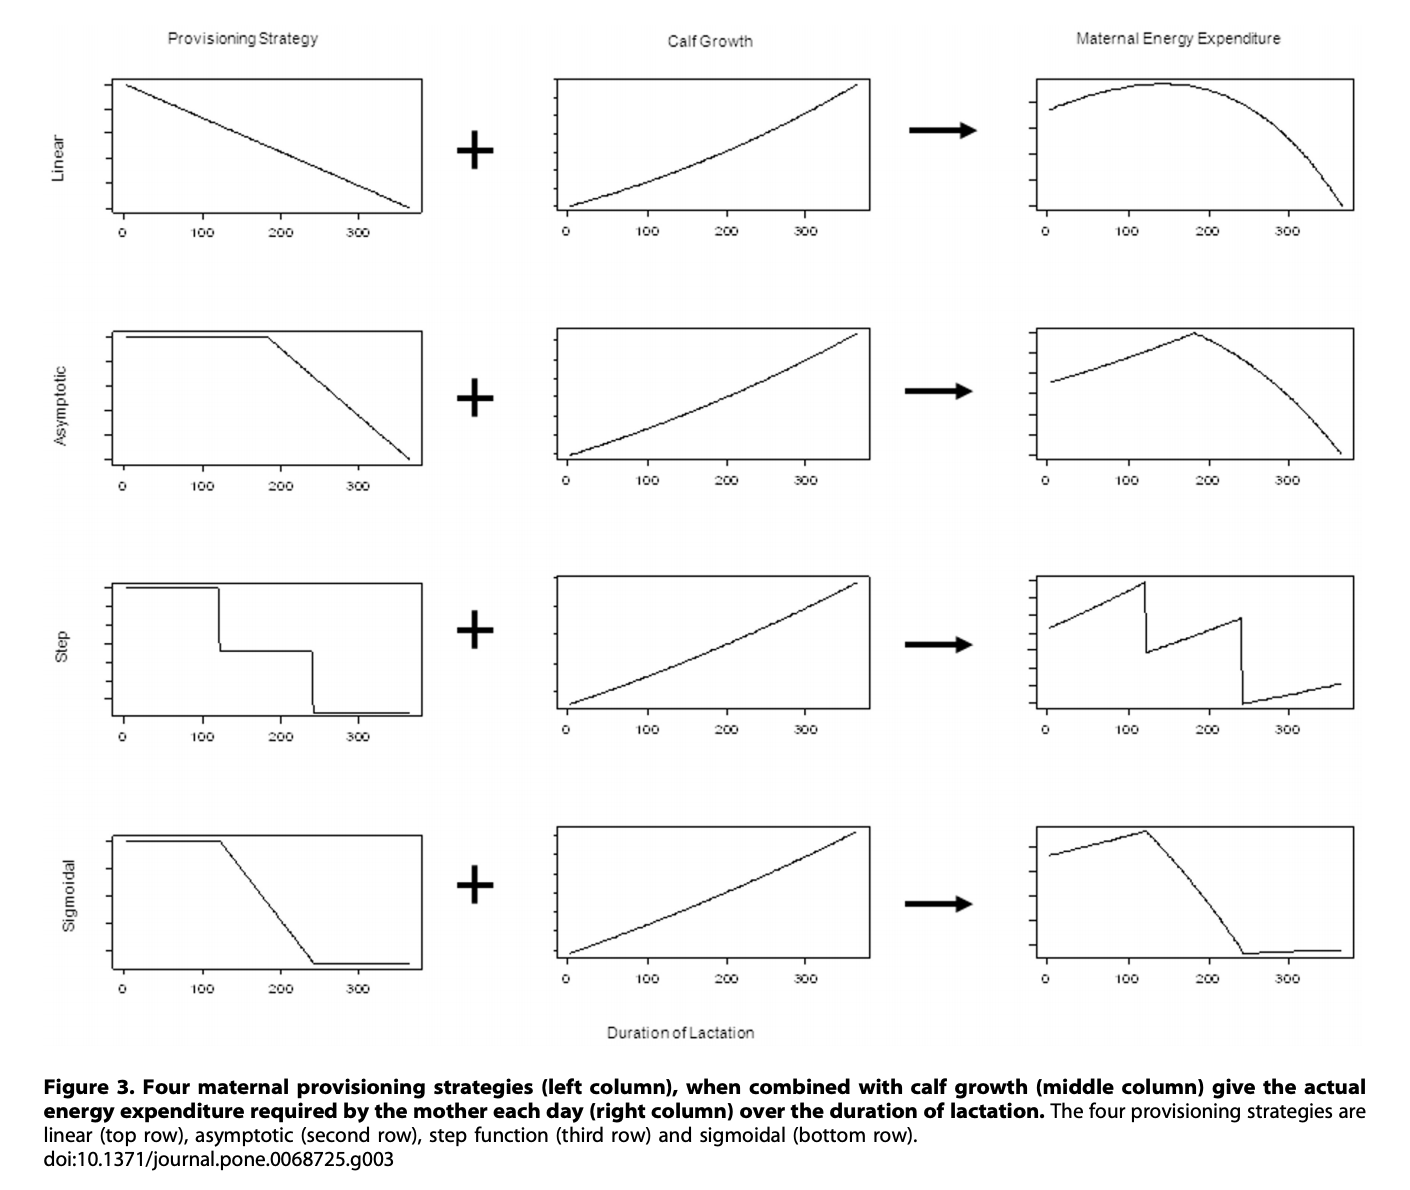 Provisioning Strategy Calf Growth Maternal Energy Expenditure
Linear
0 100 200 300 0 100 200 300 0 100 200 300
Asymptotic
0 100 200 300 0 100 200 300 0 100 200 300
Step
0 100 200 300 0 100 200 300 0 100 200 300
Sigmoidal
0 100 200 300 0 100 200 300 0 100 200 300
Duration of Lactation
Figure 3. Four maternal provisioning strategies (left column), when combined with calf growth (middle column) give the actual
energy expenditure required by the mother each day (right column) over the duration of lactation. The four provisioning strategies are
linear (top row), asymptotic (second row), step function (third row) and sigmoidal (bottom row).
doi:10.1371/journal.pone.0068725.g003